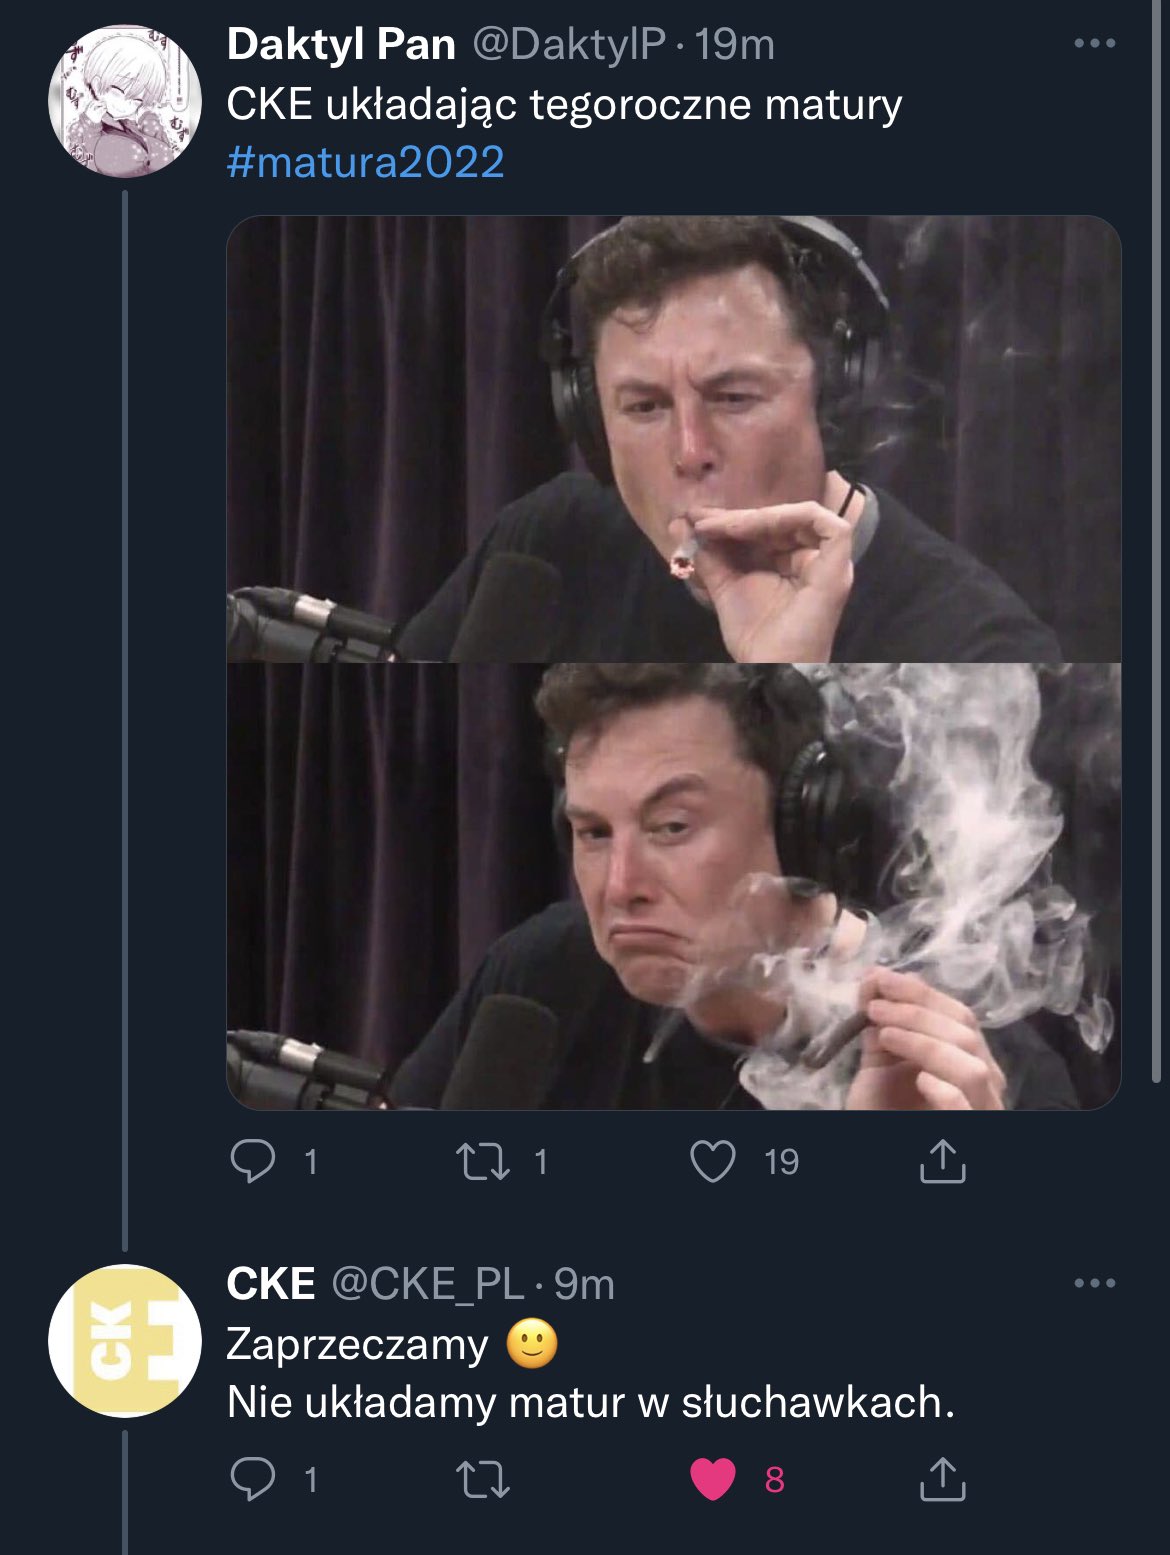 Daktyl Pan @DaktylP · 19m
CKE układając tegoroczne matury
#matura2022
1 1 19
CKE @CKE_PL · 9m
CKE
Zaprzeczamy 🙂
Nie układamy matur w słuchawkach.
1 8